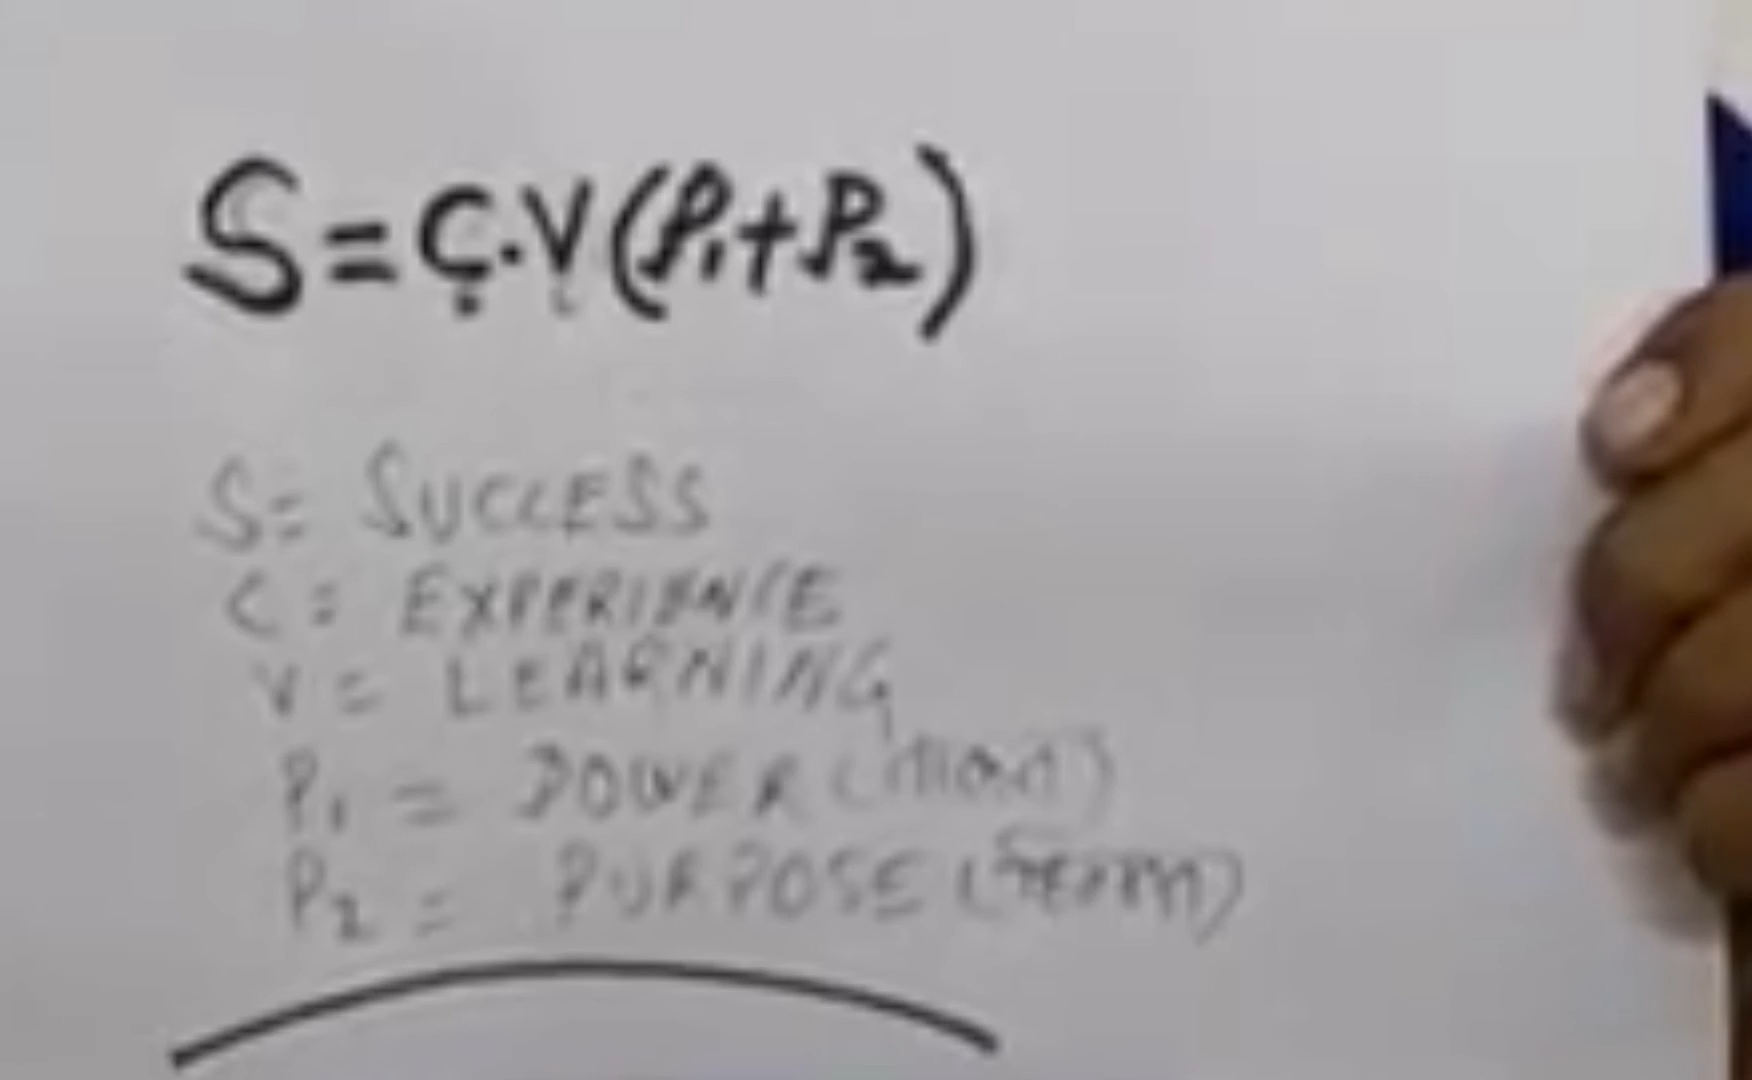 S=C.V(P1+P2)
S= SUCCESS
C= EXPERIENCE
V= LEARNING
P1 = POWER
P2 = PURPOSE